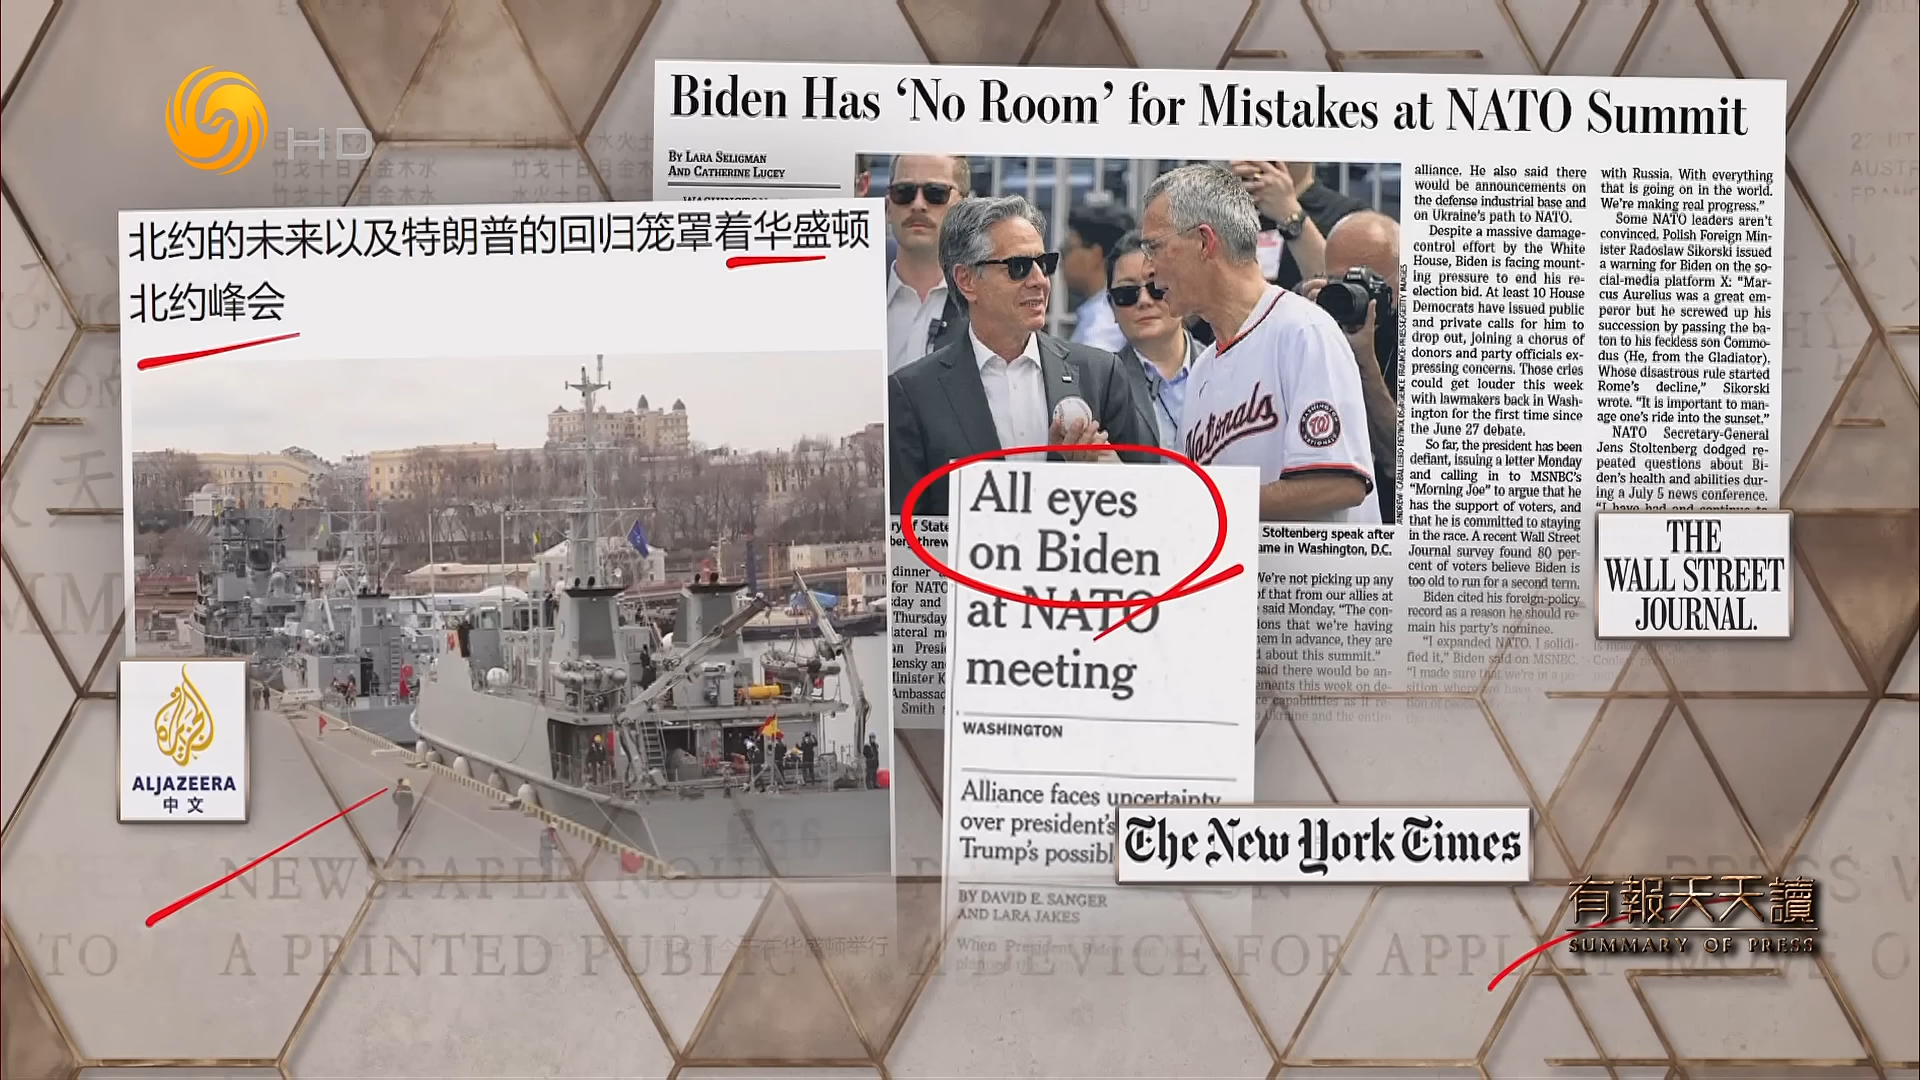 HD
Biden Has ‘No Room’ for Mistakes at NATO Summit
By Lara Seligman
And Catherine Lucey
北约的未来以及特朗普的回归笼罩着华盛顿
北约峰会
alliance. He also said there
would be announcements on
the defense industrial base and
on Ukraine's path to NATO.
Despite a massive damage-
control effort by the White
House, Biden is facing mount-
ing pressure to end his re-
election bid. At least 10 House
Democrats have issued public
and private calls for him to
drop out, joining a chorus of
donors and party officials ex-
pressing concerns. Those cries
could get louder this week
with lawmakers back in Wash-
ington for the first time since
the June 27 debate.
So far, the president has been
defiant, issuing a letter Monday
and calling in to MSNBC's
“Morning Joe” to argue that he
has the support of voters, and
that he is committed to staying
in the race. A recent Wall Street
Journal survey found 80 per-
cent of voters believe Biden is
too old to run for a second term.
Biden cited his foreign-policy
record as a reason he should re-
main his party's nominee.
“I expanded NATO. I solidi-
fied it,” Biden said on MSNBC.
with Russia. With everything
that is going on in the world.
We're making real progress.”
Some NATO leaders aren't
convinced. Polish Foreign Min-
ister Radoslaw Sikorski issued
a warning for Biden on the so-
cial-media platform X: “Mar-
cus Aurelius was a great em-
peror but he screwed up his
succession by passing the ba-
ton to his feckless son Commo-
dus (He, from the Gladiator).
Whose disastrous rule started
Rome's decline,” Sikorski
wrote. “It is important to man-
age one's ride into the sunset.”
NATO Secretary-General
Jens Stoltenberg dodged re-
peated questions about Bi-
den's health and abilities dur-
ing a July 5 news conference.
Nationals
Stoltenberg speak after
ame in Washington, D.C.
We're not picking up any
of that from our allies at
said Monday. “The con-
ions that we're having
hem in advance, they are
about this summit.”
said there would be an-
All eyes
on Biden
at NATO
meeting
WASHINGTON
Alliance faces uncertainty
over president's
Trump's possibl
BY DAVID E. SANGER
AND LARA JAKES
THE
WALL STREET
JOURNAL.
The New York Times
ALJAZEERA
中文
有報天天讀
SUMMARY OF PRESS